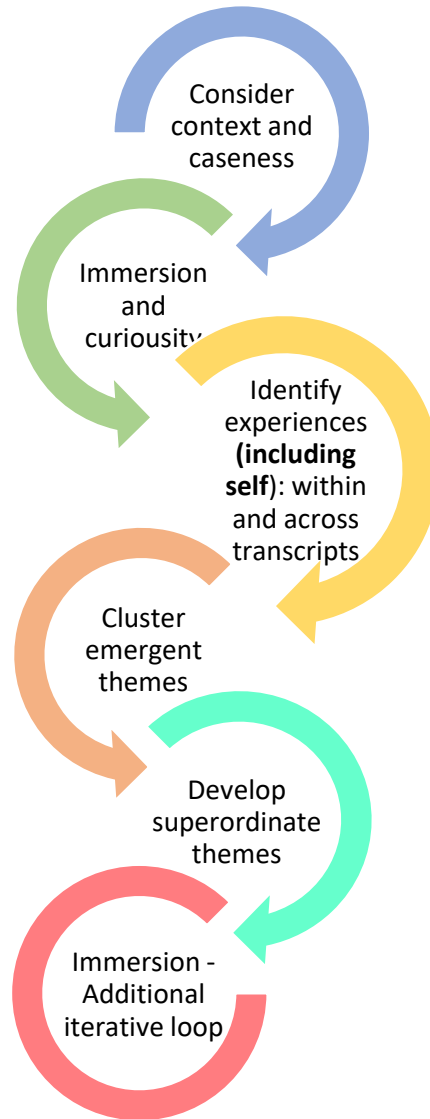 Consider
context and
caseness
Immersion
and
curiousity
Identify
experiences
(including
self): within
and across
transcripts
Cluster
emergent
themes
Develop
superordinate
themes
Immersion -
Additional
iterative loop